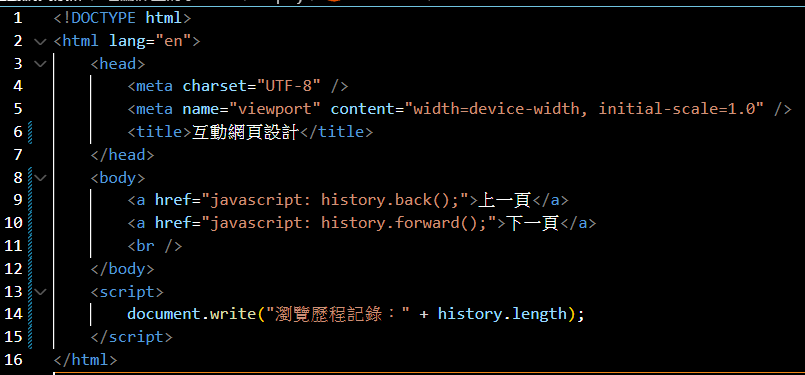 1 <!DOCTYPE html>
2 <html lang="en">
3 <head>
4 <meta charset="UTF-8" />
5 <meta name="viewport" content="width=device-width, initial-scale=1.0" />
6 <title>互動網頁設計</title>
7 </head>
8 <body>
9 <a href="javascript: history.back();">上一頁</a>
10 <a href="javascript: history.forward();">下一頁</a>
11 <br />
12 </body>
13 <script>
14 document.write("瀏覽歷程記錄：" + history.length);
15 </script>
16 </html>